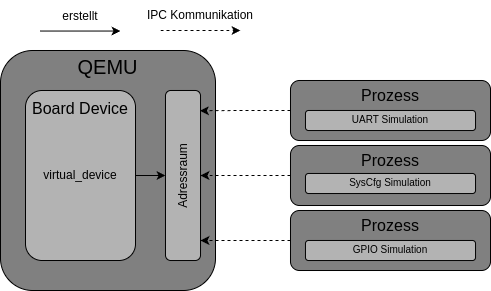 erstellt
IPC Kommunikation
QEMU
Board Device
virtual_device
Adressraum
Prozess
UART Simulation
Prozess
SysCfg Simulation
Prozess
GPIO Simulation